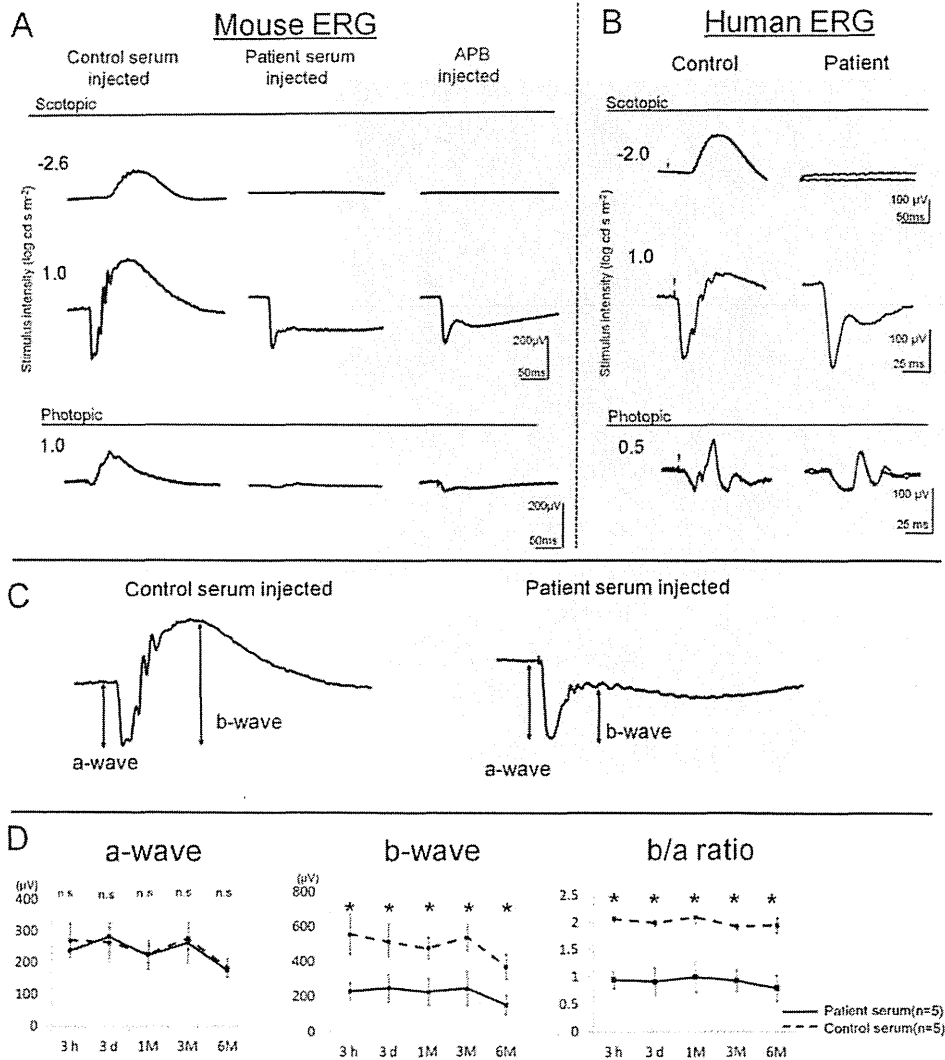 A
Mouse ERG
Control serum injected
Patient serum injected
APB injected
Scotopic
-2.6
1.0
Stimulus intensity (log cd s m-2)
200µV
50ms
Photopic
1.0
200µV
50ms
B
Human ERG
Control
Patient
Scotopic
-2.0
100 µV
50ms
1.0
Stimulus intensity (log cd s m-2)
100 µV
25 ms
Photopic
0.5
100 µV
25 ms
C
Control serum injected
Patient serum injected
a-wave
b-wave
a-wave
b-wave
D
a-wave
(µV)
400
300
200
100
0
n.s
n.s
n.s
n.s
n.s
3 h
3 d
1M
3M
6M
b-wave
(µV)
800
600
400
200
0
* * * * *
3 h
3 d
1M
3M
6M
b/a ratio
2.5
2
1.5
1
0.5
0
* * * * *
3 h
3 d
1M
3M
6M
Patient serum(n=5)
Control serum(n=5)